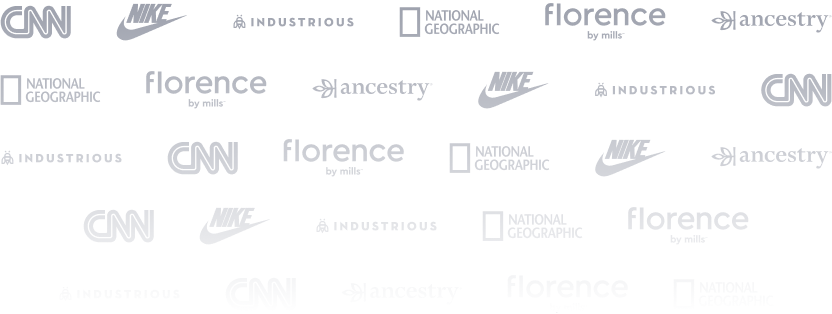 CNN NIKE INDUSTRIOUS NATIONAL GEOGRAPHIC florence by mills ancestry
NATIONAL GEOGRAPHIC florence by mills ancestry NIKE INDUSTRIOUS CNN
INDUSTRIOUS CNN florence by mills NATIONAL GEOGRAPHIC NIKE ancestry
CNN NIKE INDUSTRIOUS NATIONAL GEOGRAPHIC florence by mills
INDUSTRIOUS CNN ancestry florence NATIONAL GEOGRAPHIC